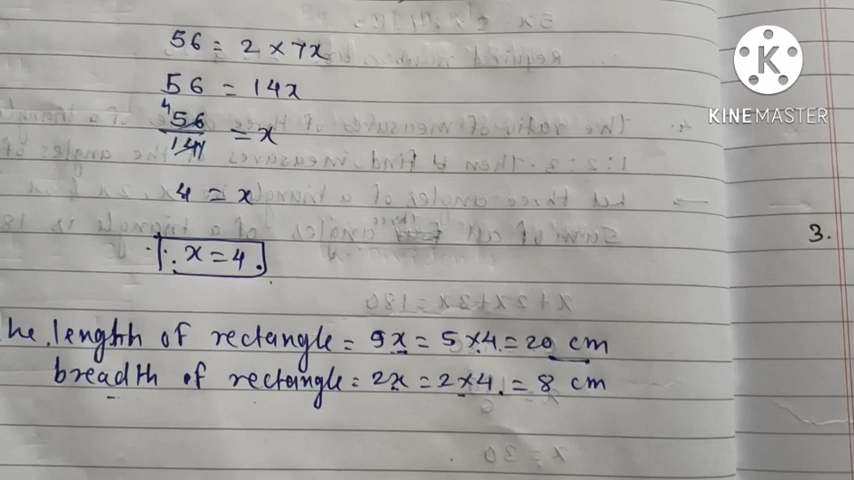 56 = 2 × 7x
56 = 14x
4
56/14 = x
4 = x
∴ x = 4.
he length of rectangle = 5x = 5×4 = 20 cm
breadth of rectangle = 2x = 2×4 = 8 cm
3.
K
KINEMASTER